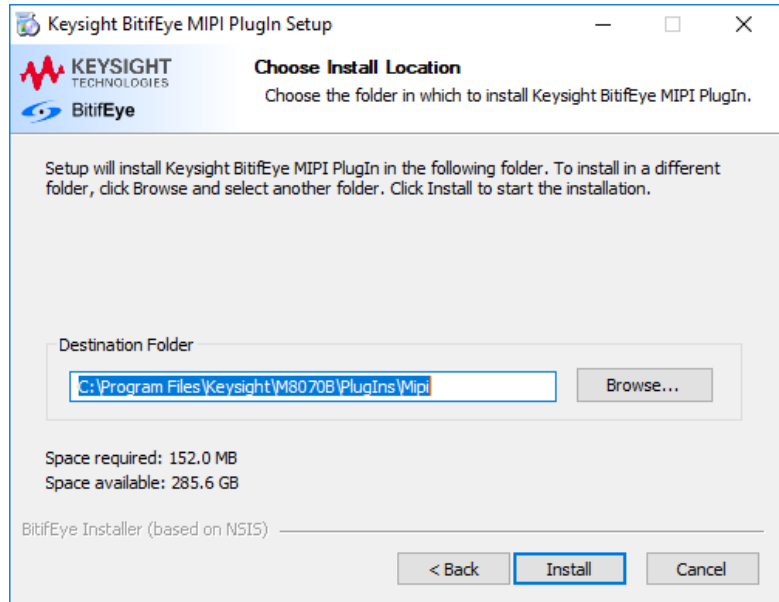 Keysight BitifEye MIPI PlugIn Setup
KEYSIGHT
TECHNOLOGIES
BitifEye
Choose Install Location
Choose the folder in which to install Keysight BitifEye MIPI PlugIn.
Setup will install Keysight BitifEye MIPI PlugIn in the following folder. To install in a different
folder, click Browse and select another folder. Click Install to start the installation.
Destination Folder
C:\Program Files\Keysight\M8070B\PlugIns\Mipi
Browse...
Space required: 152.0 MB
Space available: 285.6 GB
BitifEye Installer (based on NSIS)
< Back
Install
Cancel